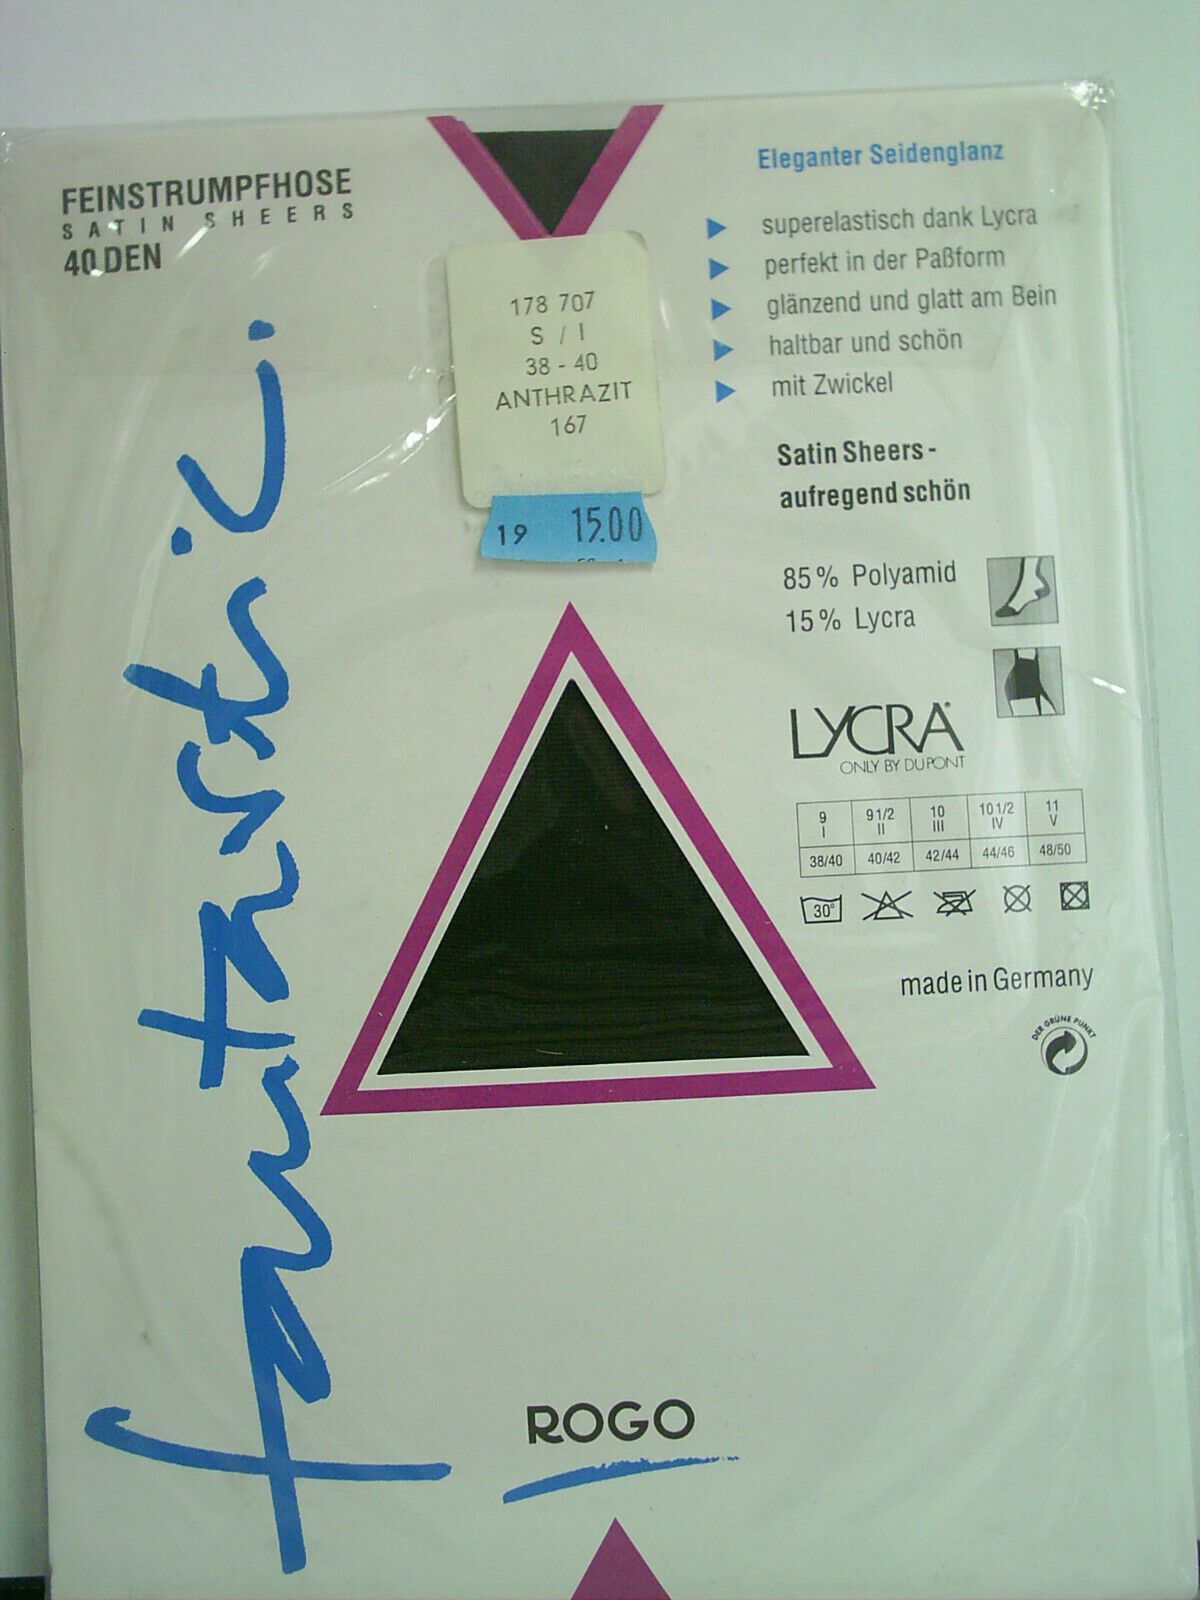 FEINSTRUMPFHOSE
SATIN SHEERS
40 DEN
178 707
S / I
38 - 40
ANTHRAZIT
167
19 15.00
Eleganter Seidenglanz
superelastisch dank Lycra
perfekt in der Paßform
glänzend und glatt am Bein
haltbar und schön
mit Zwickel
Satin Sheers -
aufregend schön
85% Polyamid
15% Lycra
LYCRA®
ONLY BY DUPONT
9 9 1/2 10 10 1/2 11
I II III IV V
38/40 40/42 42/44 44/46 48/50
30°
made in Germany
DER GRÜNE PUNKT
fantastic.
ROGO